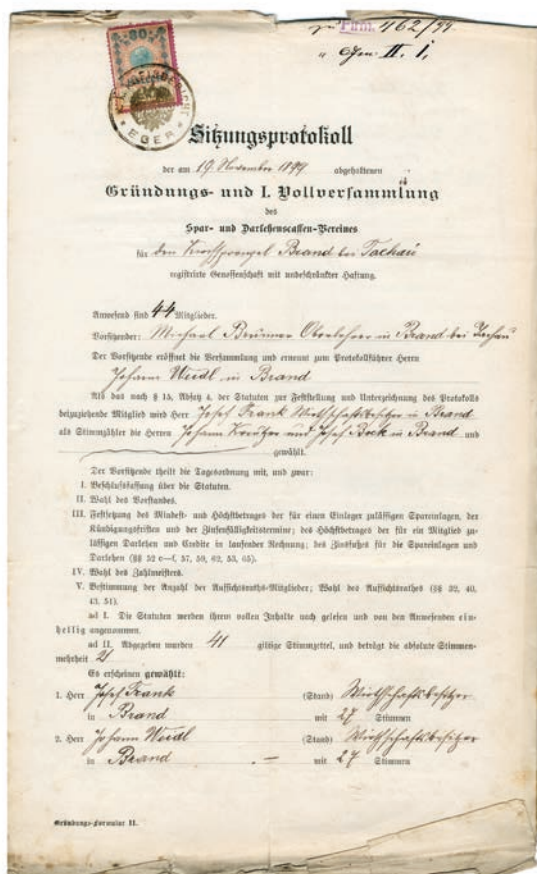 zu Firm. 462/99
" Gen II. 1,
80
EGER
Sitzungsprotokoll
der am 19. November 1899 abgehaltenen
Gründungs- und I. Vollversammlung
des
Spar- und Darlehenscassen-Vereines
für den Kirchsprengel Brand bei Tachau
registrirte Genossenschaft mit unbeschränkter Haftung.
Anwesend sind 44 Mitglieder.
Vorsitzender: Michael Brunner Oberlehrer in Brand bei Tachau
Der Vorsitzende eröffnet die Versammlung und ernennt zum Protokollführer Herrn
Johann Weidl in Brand
Als das nach § 15, Absatz 4, der Statuten zur Feststellung und Unterzeichnung des Protokolls
beizuziehende Mitglied wird Herr Josef Frank Wirthschaftsbesitzer in Brand
als Stimmzähler die Herren Johann Kreutzer und Josef Bock in Brand und
gewählt.
Der Vorsitzende theilt die Tagesordnung mit, und zwar:
I. Beschlußfassung über die Statuten.
II. Wahl des Vorstandes.
III. Festsetzung des Mindest- und Höchstbetrages der für einen Einleger zulässigen Spareinlagen, der
Kündigungsfristen und der Zinsenfälligkeitstermine; des Höchstbetrages der für ein Mitglied zu-
lässigen Darlehen und Credite in laufender Rechnung; des Zinsfußes für die Spareinlagen und
Darlehen (§§ 32 c—f, 57, 59, 62, 53, 65).
IV. Wahl des Zahlmeisters.
V. Bestimmung der Anzahl der Aufsichtsraths-Mitglieder; Wahl des Aufsichtsrathes (§§ 32, 40,
43, 51).
ad I. Die Statuten werden ihrem vollen Inhalte nach gelesen und von den Anwesenden ein-
hellig angenommen.
ad II. Abgegeben wurden 41 giltige Stimmzettel, und beträgt die absolute Stimmen-
mehrheit 21
Es erscheinen gewählt:
1. Herr Josef Frank (Stand) Wirthschaftsbesitzer
in Brand mit 27 Stimmen
2. Herr Johann Weidl (Stand) Wirthschaftsbesitzer
in Brand .— mit 27 Stimmen
Gründungs-Formular II.